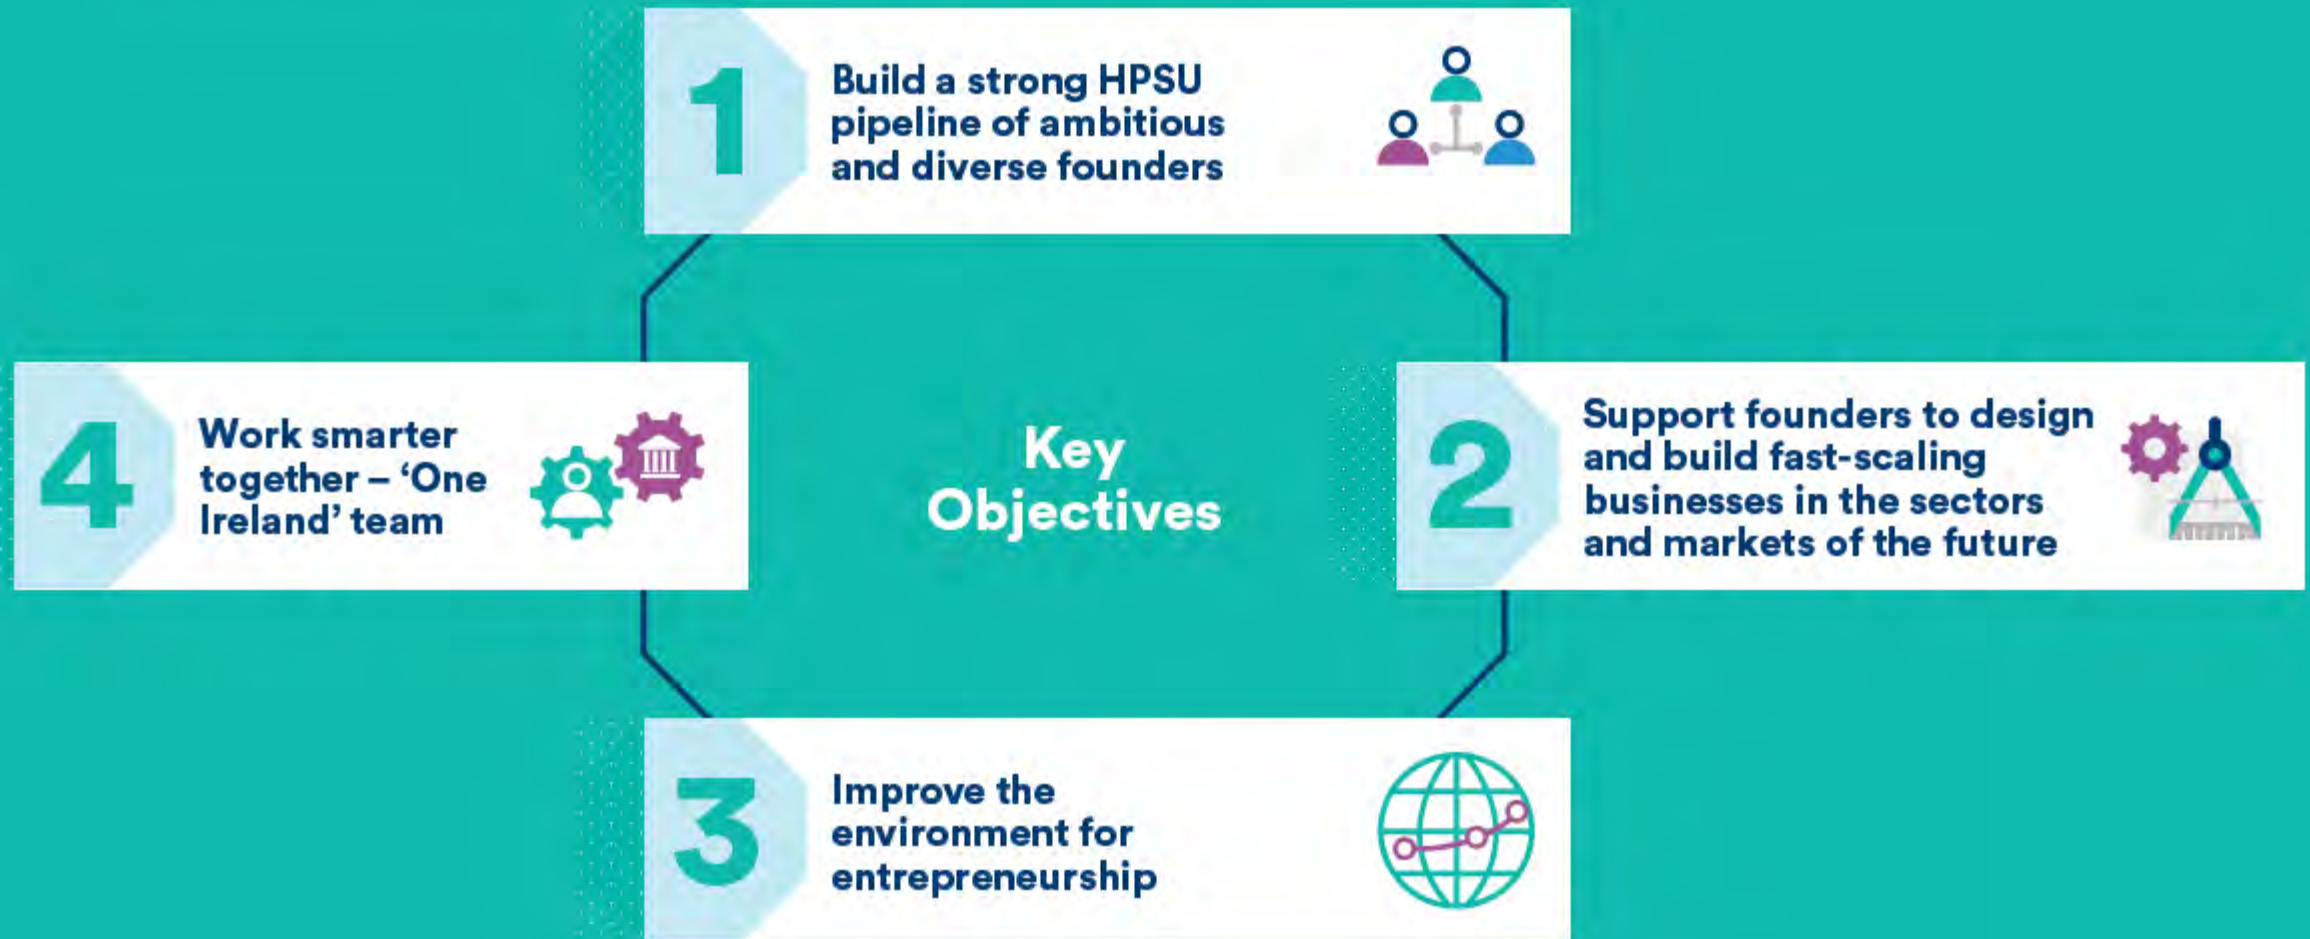 1
Build a strong HPSU
pipeline of ambitious
and diverse founders
Key
Objectives
2
Support founders to design
and build fast-scaling
businesses in the sectors
and markets of the future
3
Improve the
environment for
entrepreneurship
4
Work smarter
together – ‘One
Ireland’ team